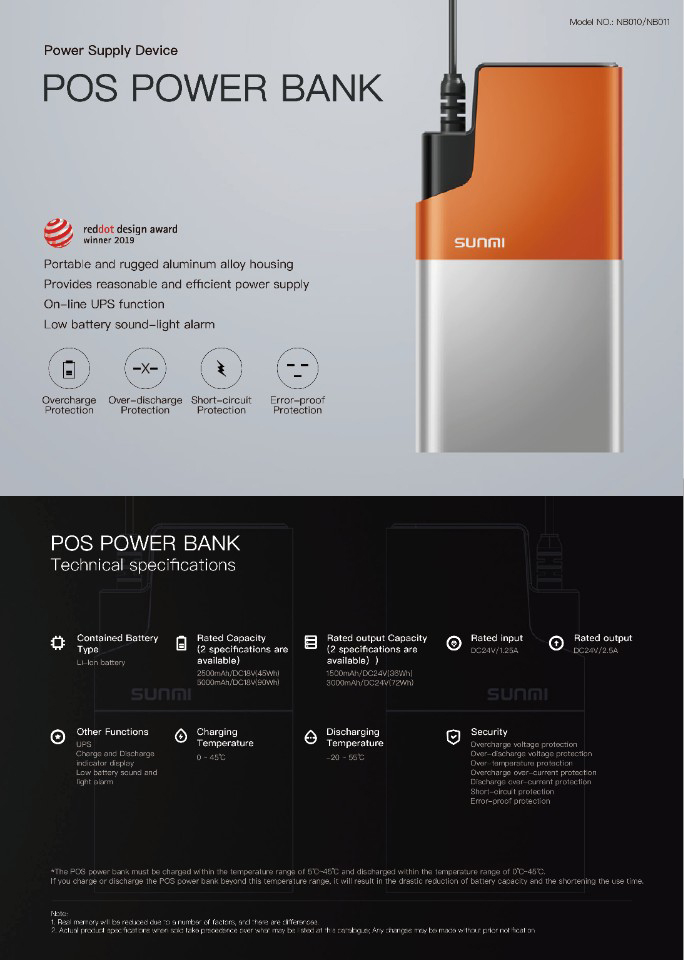 Model NO.: NB010/NB011
Power Supply Device
POS POWER BANK
reddot design award
winner 2019
SUNMI
Portable and rugged aluminum alloy housing
Provides reasonable and efficient power supply
On-line UPS function
Low battery sound-light alarm
Overcharge Protection
Over-discharge Protection
Short-circuit Protection
Error-proof Protection
POS POWER BANK
Technical specifications
Contained Battery Type
Li-Ion battery
Rated Capacity
(2 specifications are available)
2500mAh/DC18V(45Wh)
5000mAh/DC18V(90Wh)
Rated output Capacity
(2 specifications are available) )
1500mAh/DC24V(36Wh)
3000mAh/DC24V(72Wh)
Rated input
DC24V/1.25A
Rated output
DC24V/2.5A
SUNMI
SUNMI
Other Functions
UPS
Charge and Discharge
indicator display
Low battery sound and
light alarm
Charging
Temperature
0 - 45℃
Discharging
Temperature
-20 - 55℃
Security
Overcharge voltage protection
Over-discharge voltage protection
Over-temperature protection
Overcharge over-current protection
Discharge over-current protection
Short-circuit protection
Error-proof protection
*The POS power bank must be charged within the temperature range of 5℃-45℃ and discharged within the temperature range of 0℃-45℃.
If you charge or discharge the POS power bank beyond this temperature range, it will result in the drastic reduction of battery capacity and the shortening the use time.
Note:
1. Real memory will be reduced due to a number of factors, and there are differences.
2. Actual product specifications when sold take precedence over what may be listed at this catalogue; Any changes may be made without prior notification